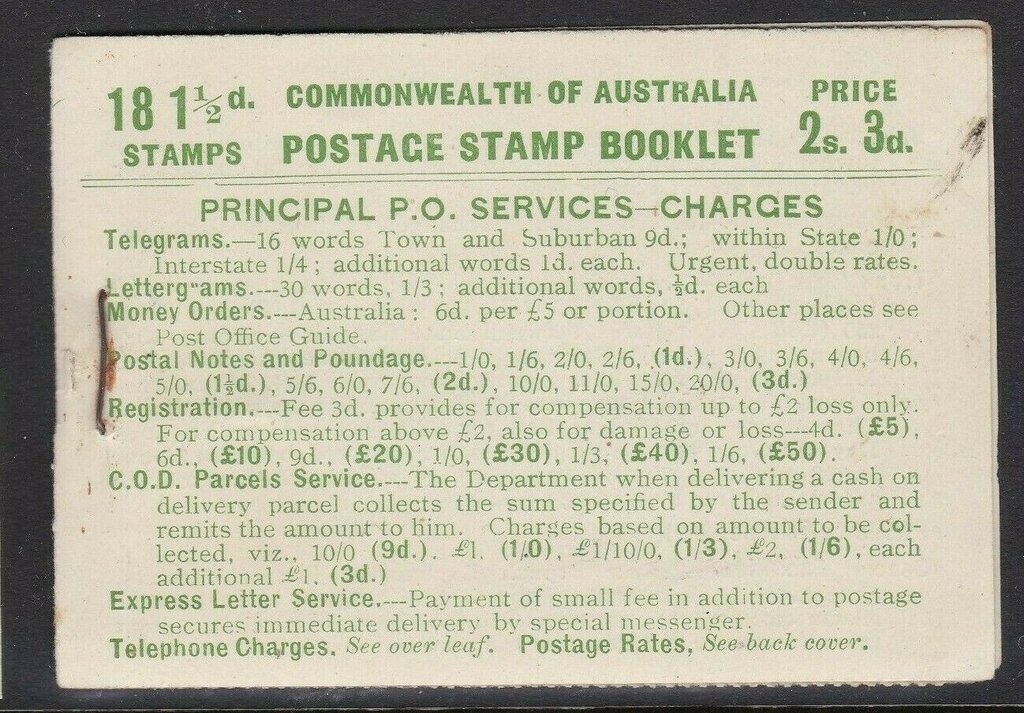 18 1½d. COMMONWEALTH OF AUSTRALIA PRICE
STAMPS POSTAGE STAMP BOOKLET 2s. 3d.
PRINCIPAL P.O. SERVICES—CHARGES
Telegrams.—16 words Town and Suburban 9d.; within State 1/0;
Interstate 1/4; additional words 1d. each. Urgent, double rates.
Lettergrams.---30 words, 1/3; additional words, ½d. each
Money Orders.---Australia: 6d. per £5 or portion. Other places see
Post Office Guide.
Postal Notes and Poundage.---1/0, 1/6, 2/0, 2/6, (1d.), 3/0, 3/6, 4/0, 4/6,
5/0, (1½d.), 5/6, 6/0, 7/6, (2d.), 10/0, 11/0, 15/0, 20/0, (3d.)
Registration.---Fee 3d. provides for compensation up to £2 loss only.
For compensation above £2, also for damage or loss---4d. (£5),
6d., (£10), 9d., (£20), 1/0, (£30), 1/3, (£40), 1/6, (£50).
C.O.D. Parcels Service.---The Department when delivering a cash on
delivery parcel collects the sum specified by the sender and
remits the amount to him. Charges based on amount to be col-
lected, viz., 10/0 (9d.). £1. (1/0), £1/10/0, (1/3), £2, (1/6), each
additional £1. (3d.)
Express Letter Service.---Payment of small fee in addition to postage
secures immediate delivery by special messenger.
Telephone Charges. See over leaf. Postage Rates, See back cover.